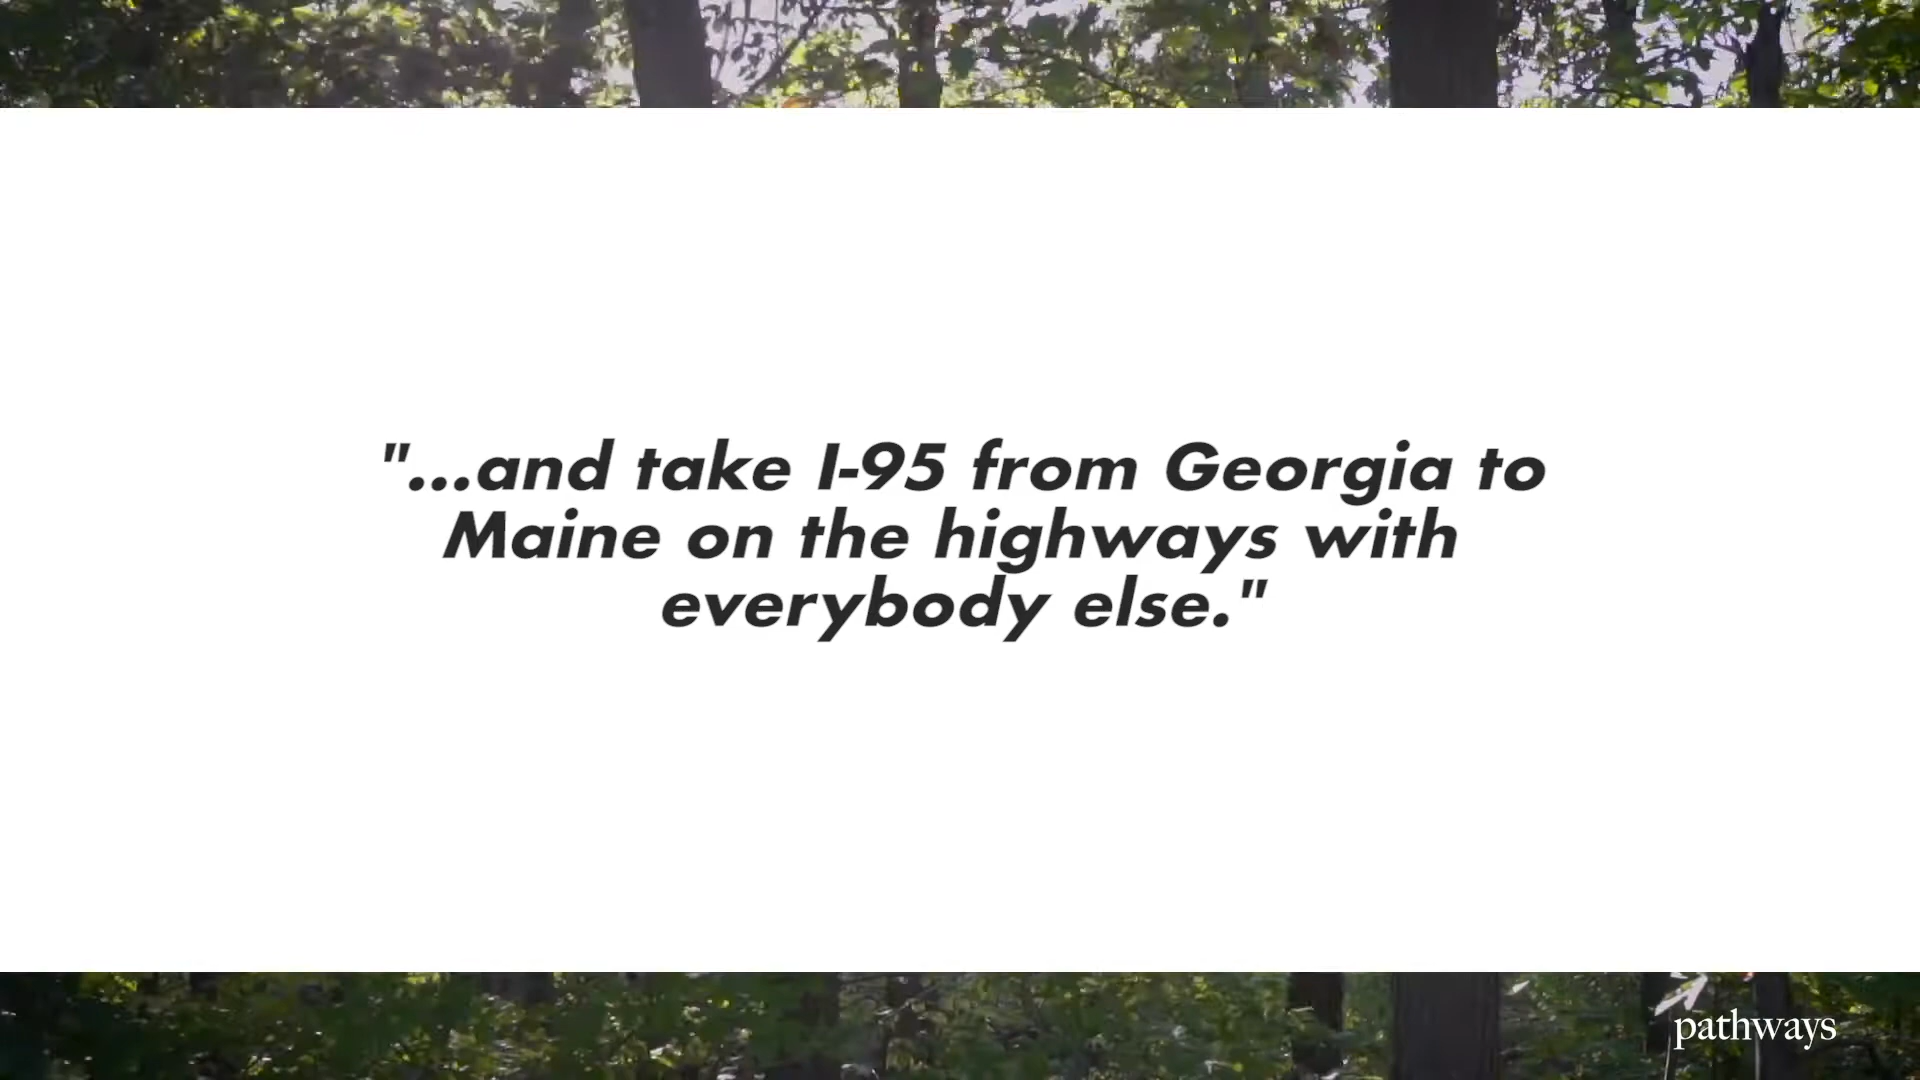 "...and take I-95 from Georgia to
Maine on the highways with
everybody else."
pathways